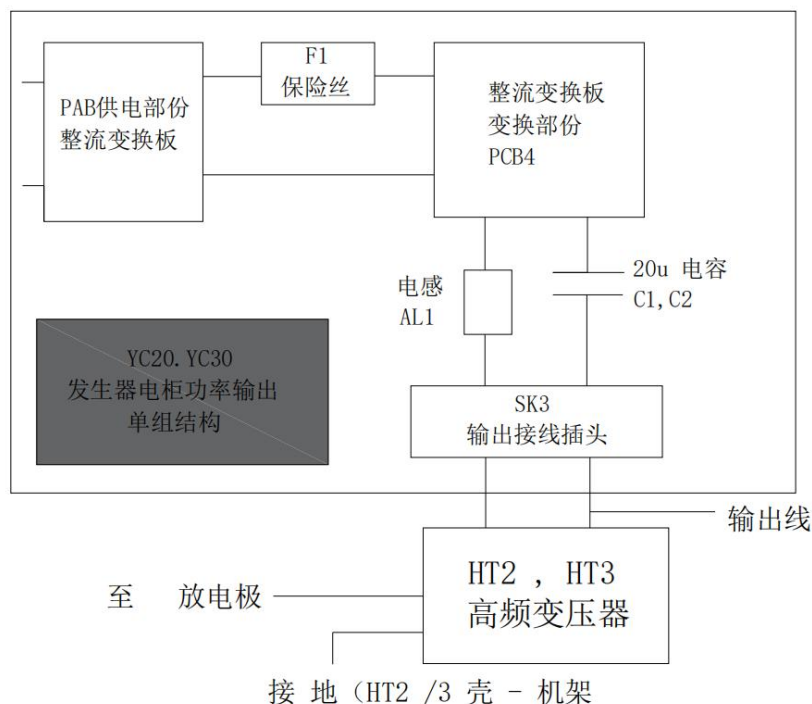 F1
保险丝
PAB供电部份
整流变换板
整流变换板
变换部份
PCB4
电感
AL1
20u 电容
C1,C2
YC20.YC30
发生器电柜功率输出
单组结构
SK3
输出接线插头
输出线
HT2 , HT3
高频变压器
至 放电极
接 地（HT2 /3 壳 - 机架